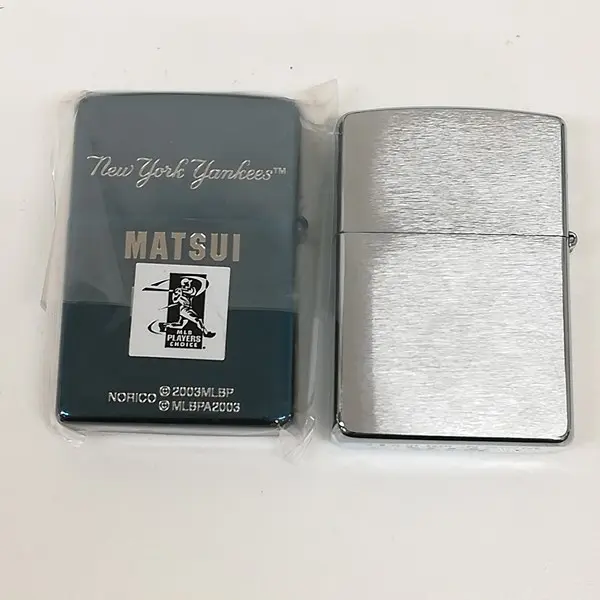 New York Yankees™
MATSUI
MLB
PLAYERS
CHOICE
NORICO © 2003MLBP
© MLBPA2003